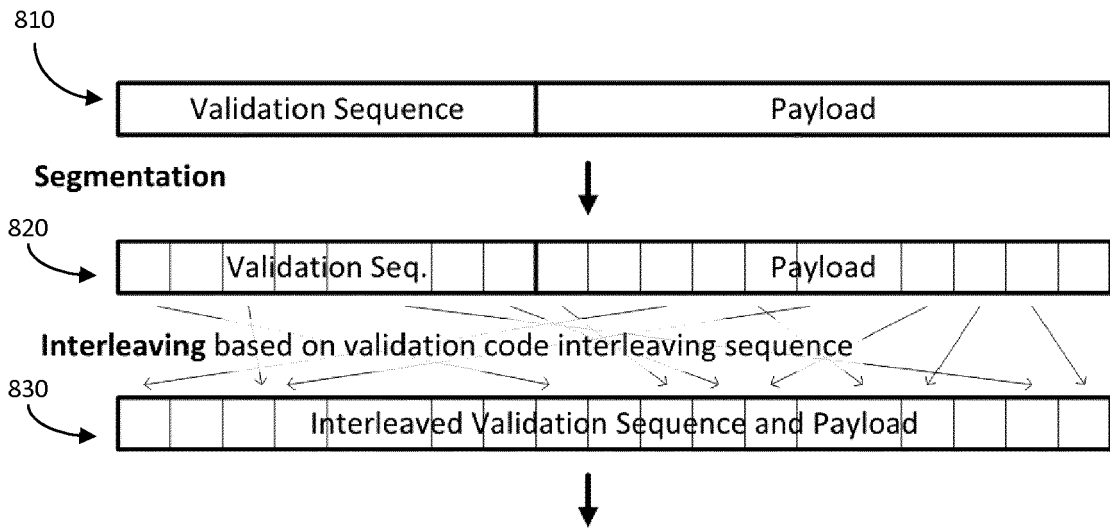 810
Validation Sequence Payload
Segmentation
820
Validation Seq. Payload
Interleaving based on validation code interleaving sequence
830
Interleaved Validation Sequence and Payload